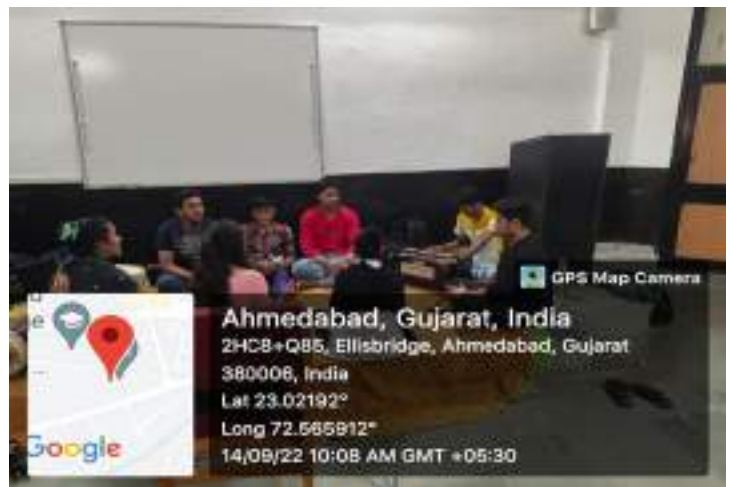 GPS Map Camera
Ahmedabad, Gujarat, India
2HC8+Q85, Ellisbridge, Ahmedabad, Gujarat
380006, India
Lat 23.02192°
Long 72.565912°
14/09/22 10:08 AM GMT +05:30
Google